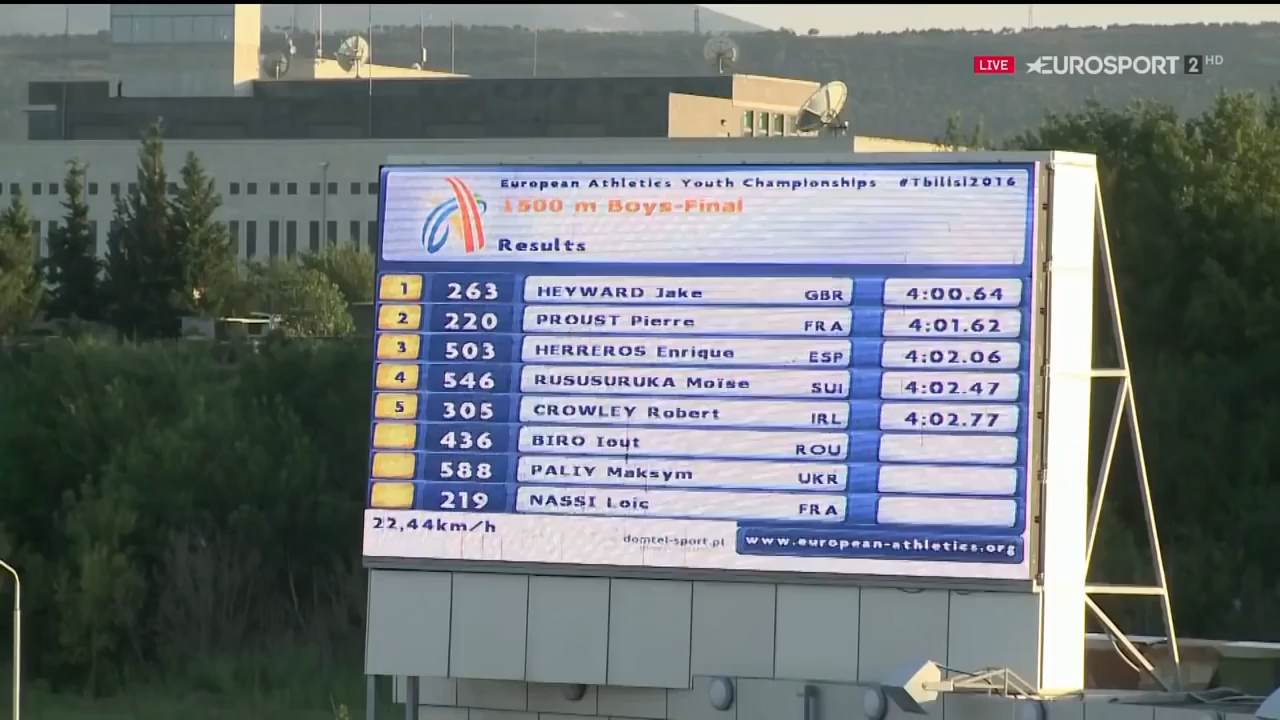 LIVE EUROSPORT 2 HD
European Athletics Youth Championships #Tbilisi2016
1500 m Boys-Final
Results
1 263 HEYWARD Jake GBR 4:00.64
2 220 PROUST Pierre FRA 4:01.62
3 503 HERREROS Enrique ESP 4:02.06
4 546 RUSUSURUKA Moïse SUI 4:02.47
5 305 CROWLEY Robert IRL 4:02.77
436 BIRO Iout ROU
588 PALIY Maksym UKR
219 NASSI Loic FRA
22,44km/h
domtel-sport.pl www.european-athletics.org